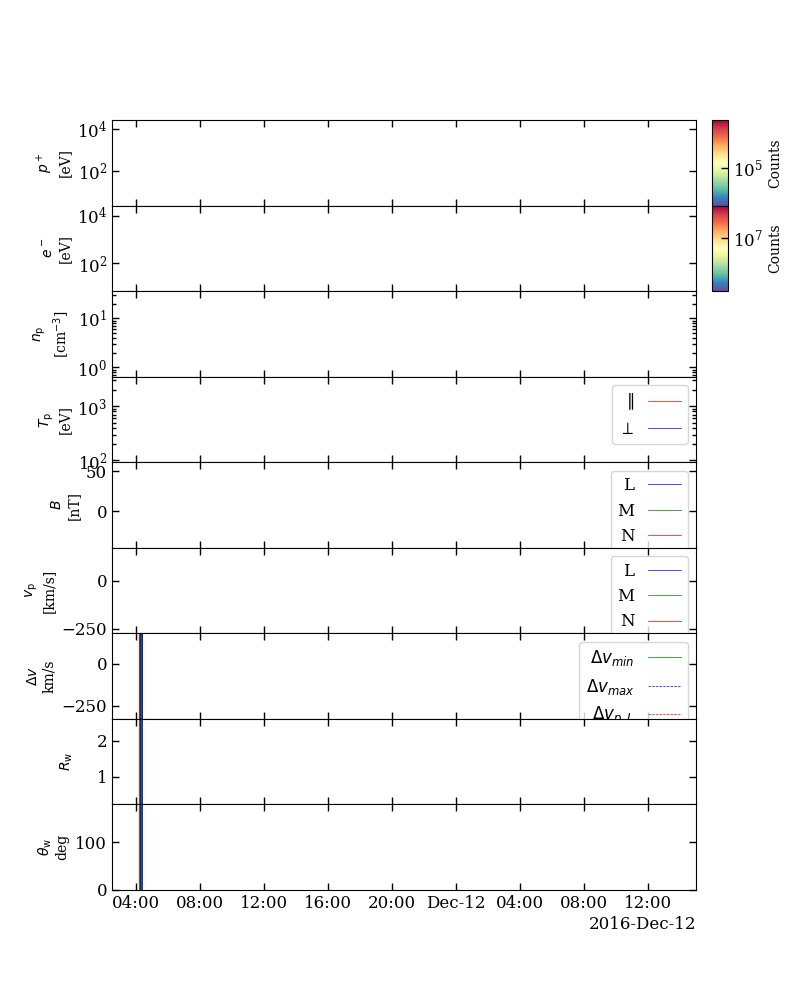 10^4
10^2
p^+
[eV]
10^5
Counts
10^4
10^2
e^−
[eV]
10^7
Counts
10^1
10^0
n_p
[cm^−3]
10^3
10^2
T_p
[eV]
∥
⊥
50
0
B
[nT]
L
M
N
0
−250
v_p
[km/s]
L
M
N
0
−250
Δv
km/s
Δv_min
Δv_max
Δv_p,L
2
1
R_w
100
0
θ_w
deg
04:00 08:00 12:00 16:00 20:00 Dec-12 04:00 08:00 12:00
2016-Dec-12